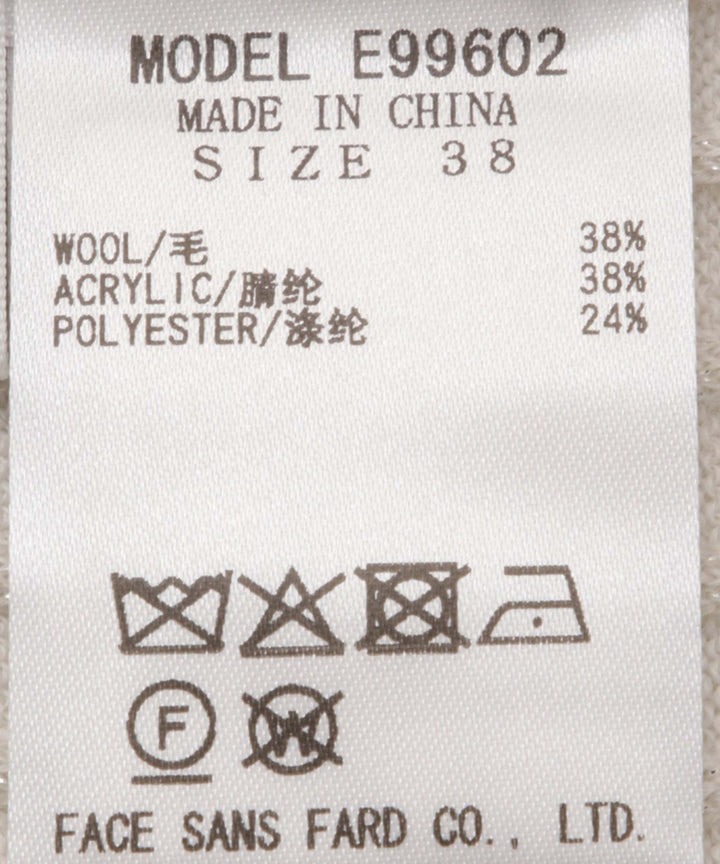 MODEL E99602
MADE IN CHINA
SIZE 38
WOOL/毛 38%
ACRYLIC/腈纶 38%
POLYESTER/涤纶 24%
F W
FACE SANS FARD CO., LTD.